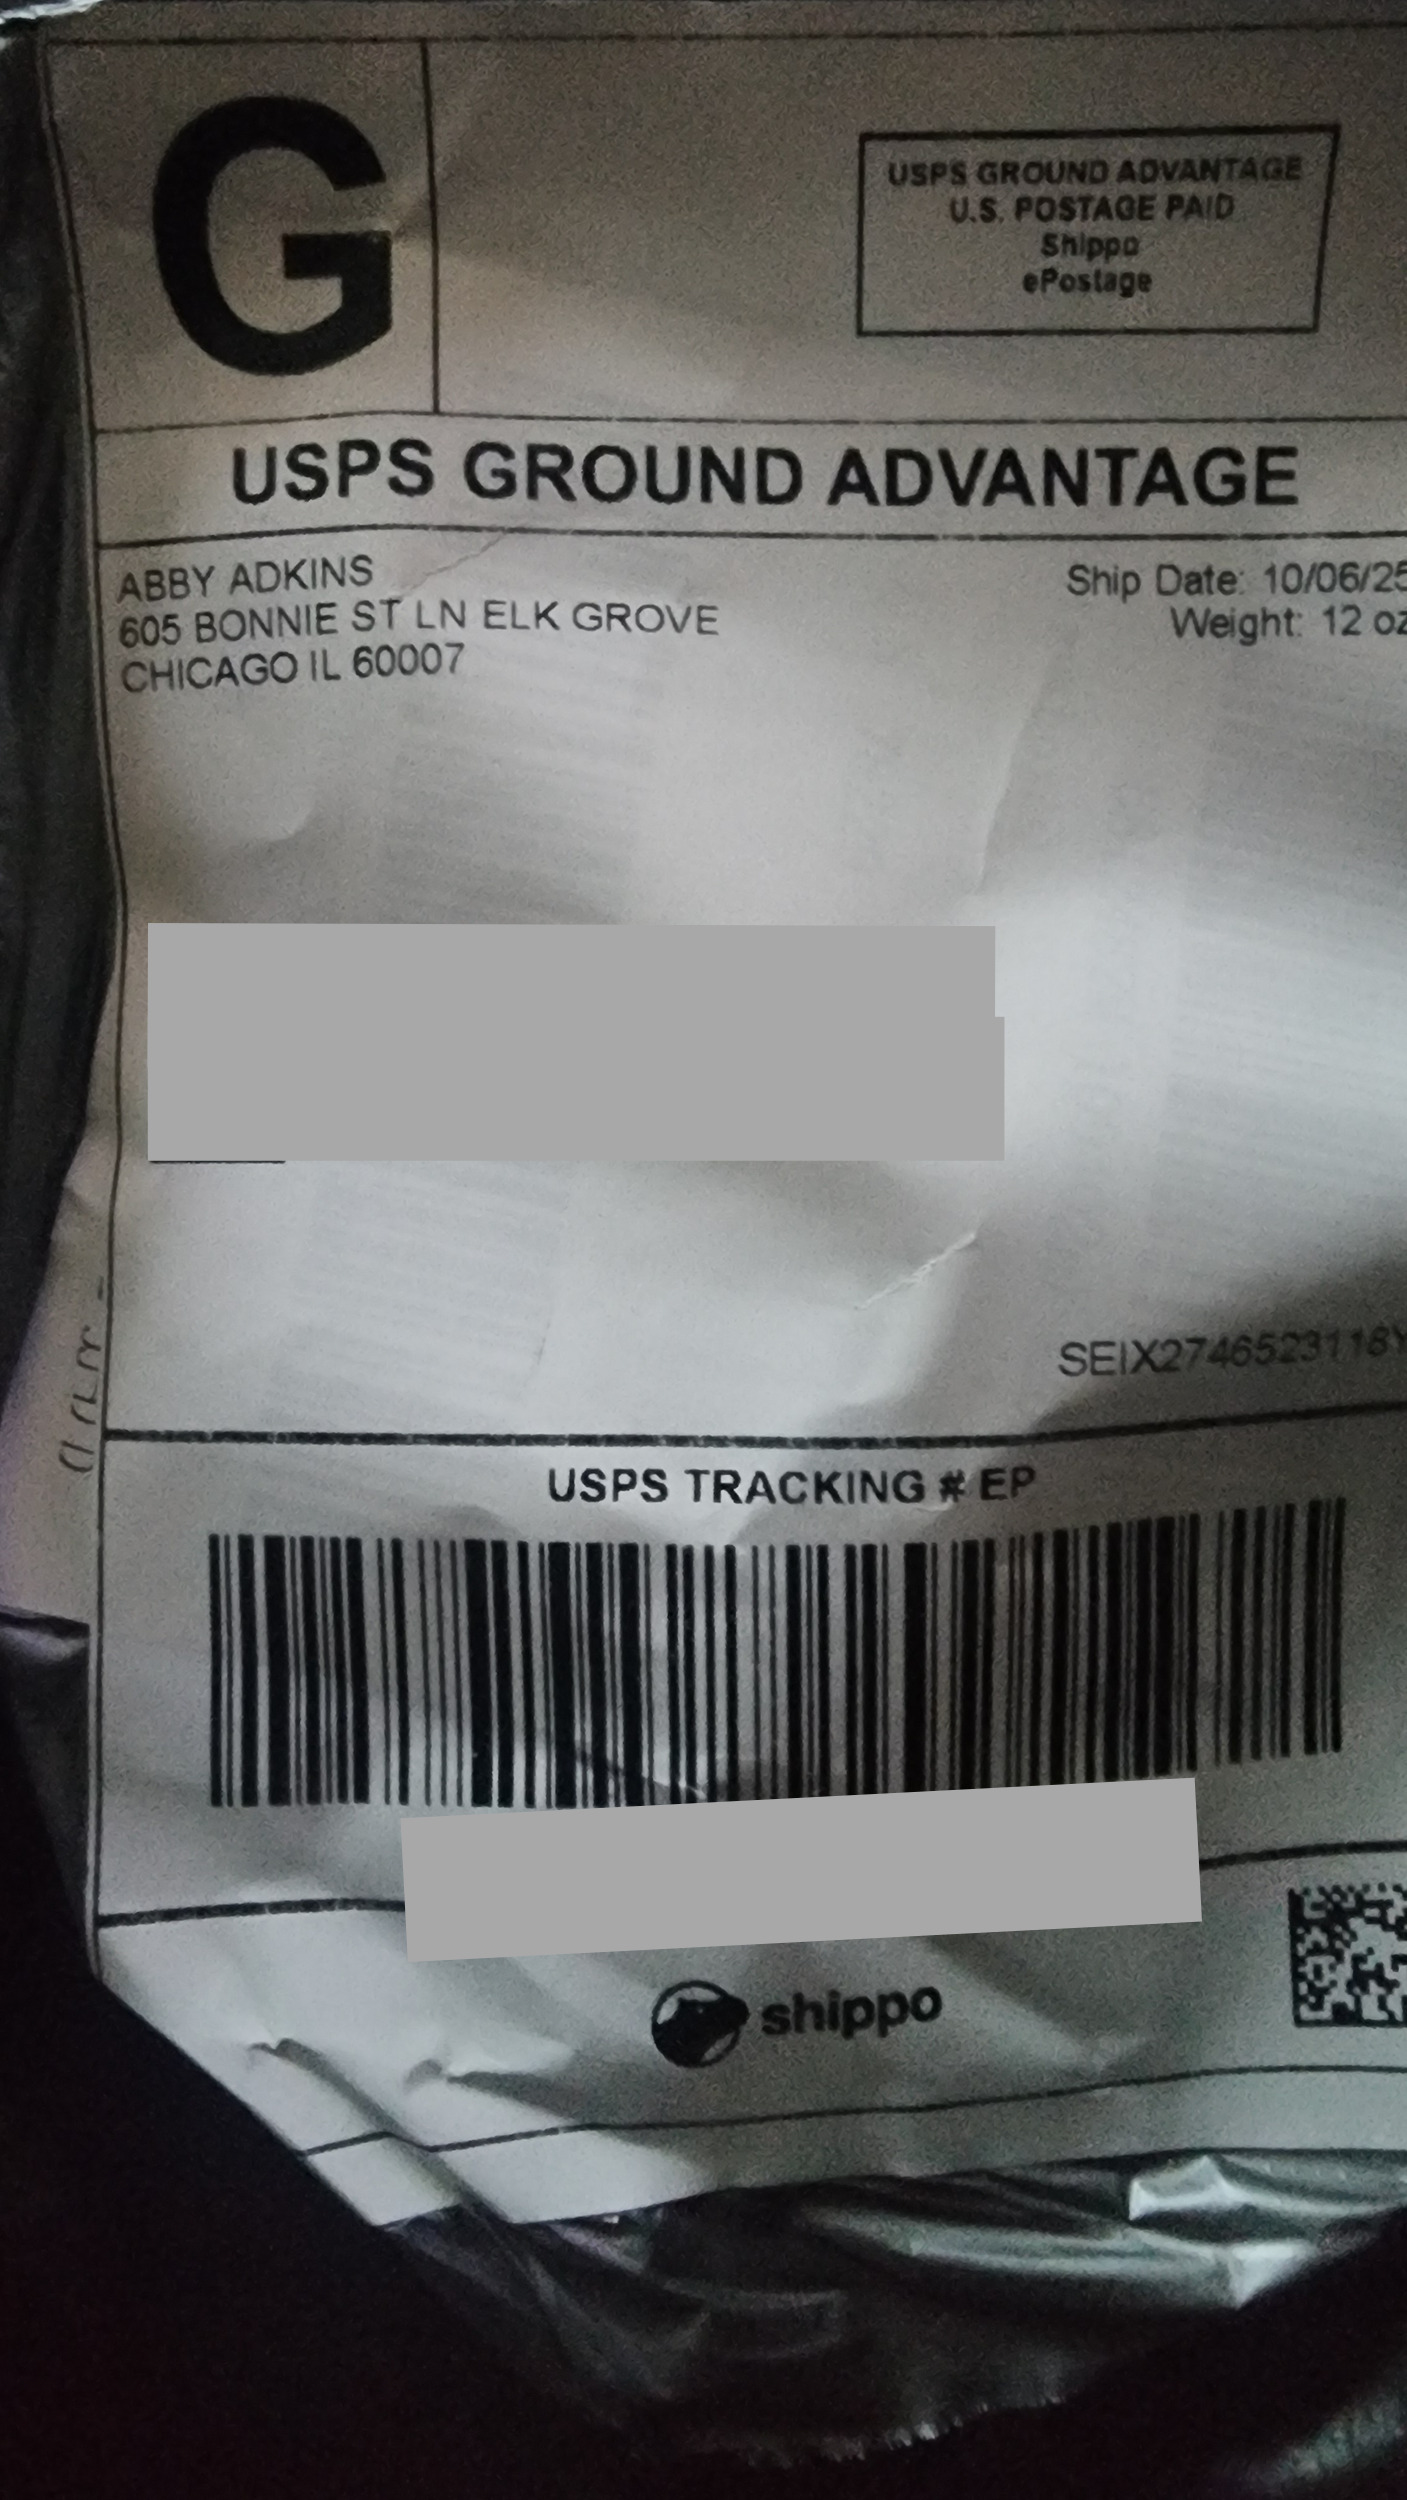 G
USPS GROUND ADVANTAGE
U.S. POSTAGE PAID
Shippo
ePostage
USPS GROUND ADVANTAGE
ABBY ADKINS
605 BONNIE ST LN ELK GROVE
CHICAGO IL 60007
Ship Date: 10/06/25
Weight: 12 oz
SEIX2746523118Y
USPS TRACKING # EP
shippo